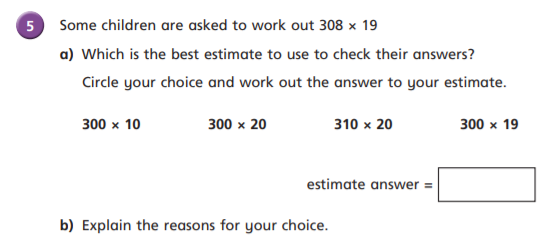 5 Some children are asked to work out 308 × 19
a) Which is the best estimate to use to check their answers?
Circle your choice and work out the answer to your estimate.
300 × 10 300 × 20 310 × 20 300 × 19
estimate answer =
b) Explain the reasons for your choice.